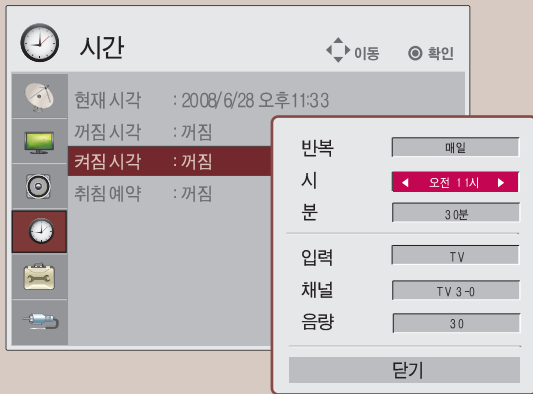 시간
이동 확인
현재 시각 : 2008/6/28 오후 11:33
꺼짐 시각 : 꺼짐
켜짐 시각 : 꺼짐
취침 예약 : 꺼짐
반복 매일
시 오전 11시
분 30분
입력 TV
채널 TV 3-0
음량 30
닫기